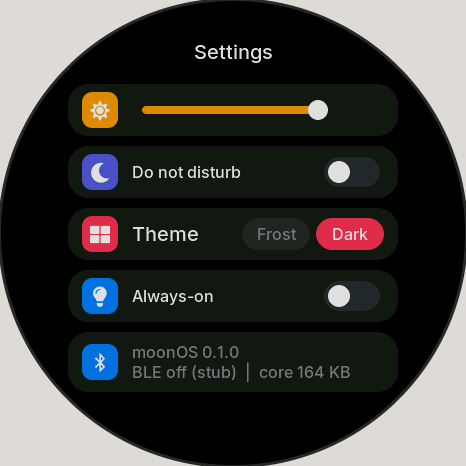 Settings
Do not disturb
Theme Frost Dark
Always-on
moonOS 0.1.0
BLE off (stub) | core 164 KB